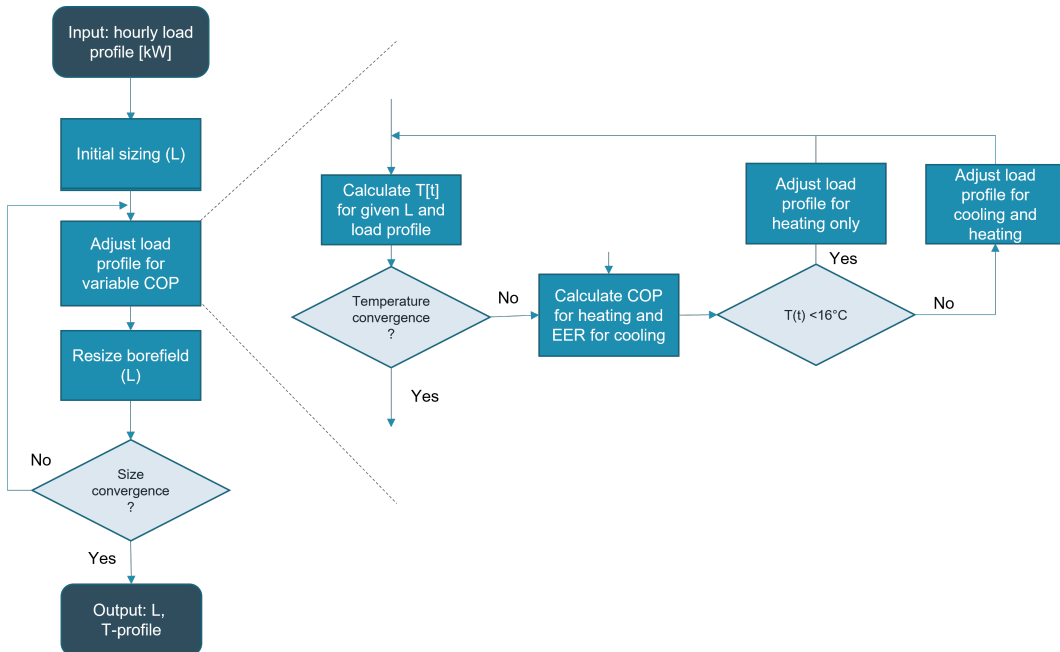 Input: hourly load
profile [kW]
Initial sizing (L)
Adjust load
profile for
variable COP
Resize borefield
(L)
No
Size
convergence
?
Yes
Output: L,
T-profile
Calculate T[t]
for given L and
load profile
Temperature
convergence
?
No
Yes
Calculate COP
for heating and
EER for cooling
Adjust load
profile for
heating only
Yes
T(t) <16°C
No
Adjust load
profile for
cooling and
heating